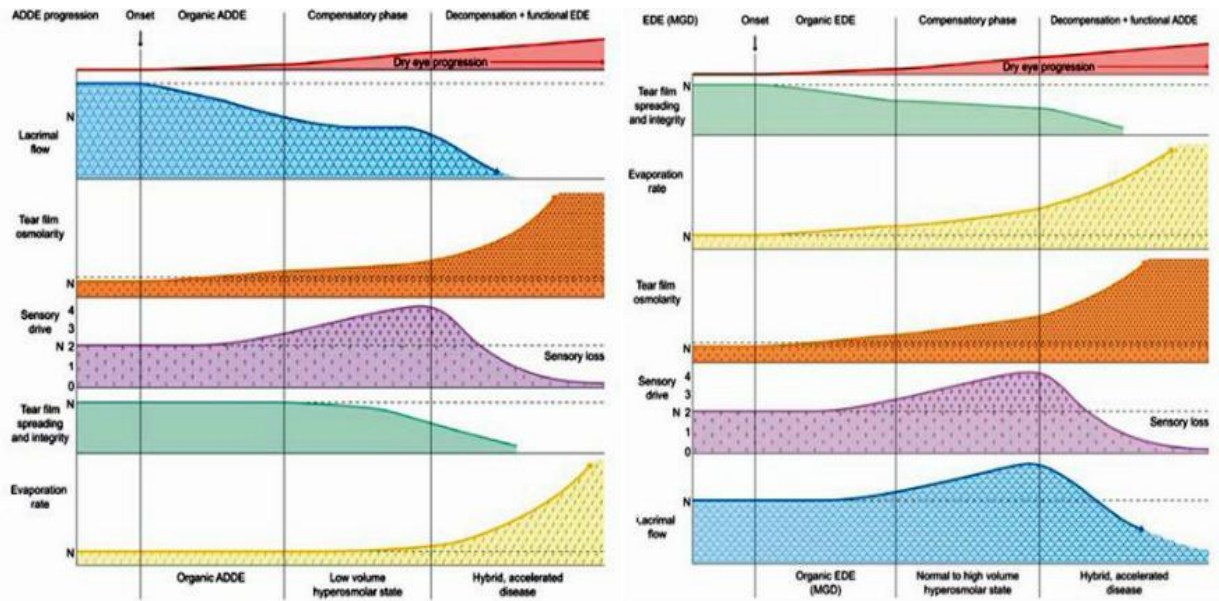 ADDE progression Onset Organic ADDE Compensatory phase Decompensation + functional EDE
Dry eye progression
N
Lacrimal
flow
Tear film
osmolarity
N
Sensory
drive
4
3
N 2
1
0
Sensory loss
N
Tear film
spreading
and integrity
Evaporation
rate
N
Organic ADDE Low volume
hyperosmolar state Hybrid, accelerated
disease
EDE (MGD) Onset Organic EDE Compensatory phase Decompensation + functional ADDE
Dry eye progression
N
Tear film
spreading
and integrity
Evaporation
rate
N
Tear film
osmolarity
N
Sensory
drive
4
3
N 2
1
0
Sensory loss
N
Lacrimal
flow
Organic EDE
(MGD) Normal to high volume
hyperosmolar state Hybrid, accelerated
disease